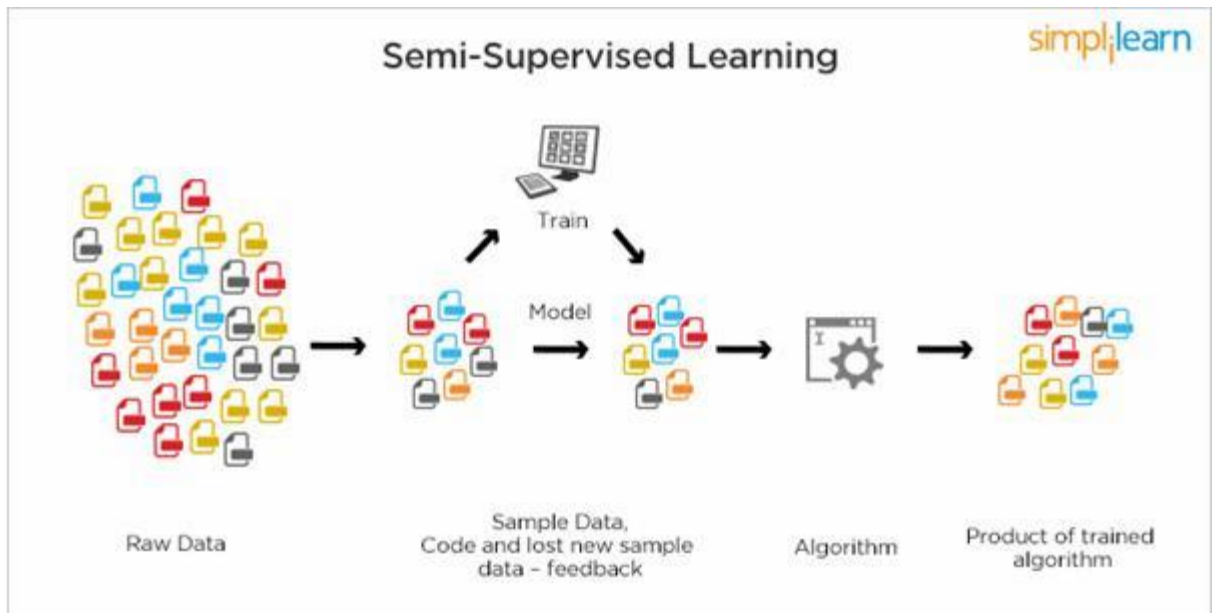 Semi-Supervised Learning
simplilearn
Train
Model
Raw Data
Sample Data,
Code and lost new sample
data – feedback
Algorithm
Product of trained
algorithm